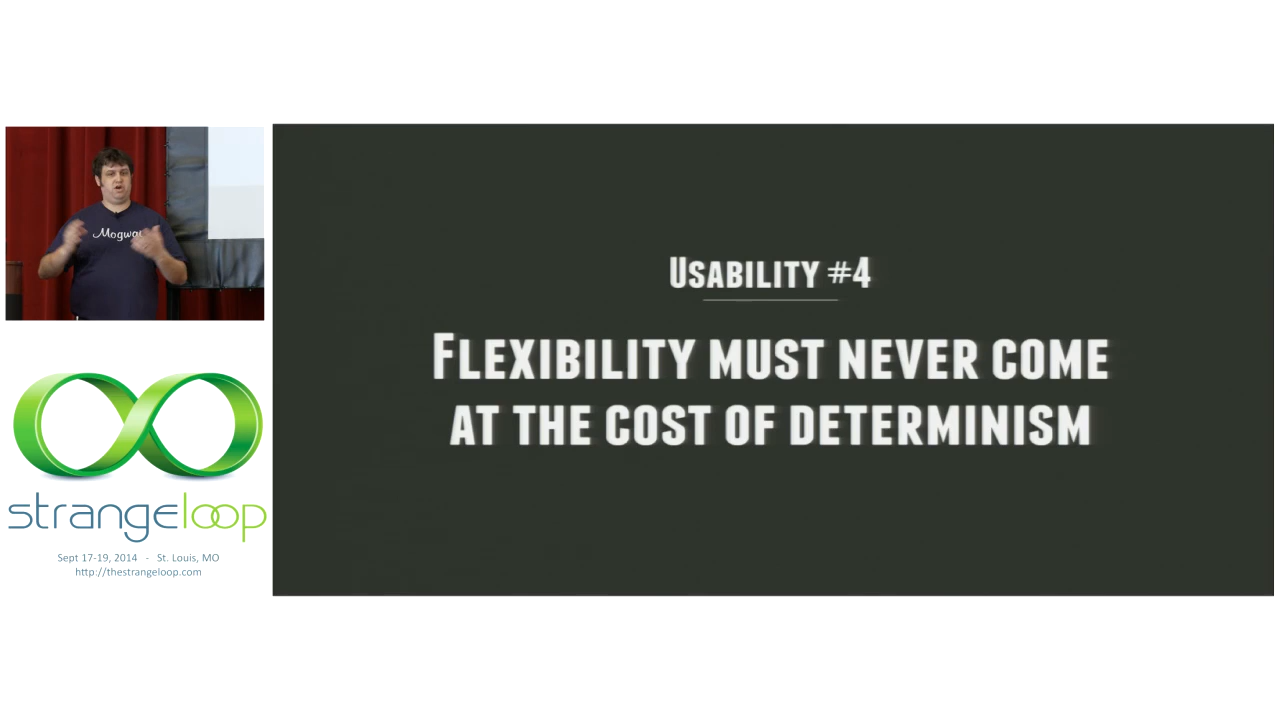 Usability #4
Flexibility must never come
at the cost of determinism
strangeloop
Sept 17-19, 2014 - St. Louis, MO
http://thestrangeloop.com